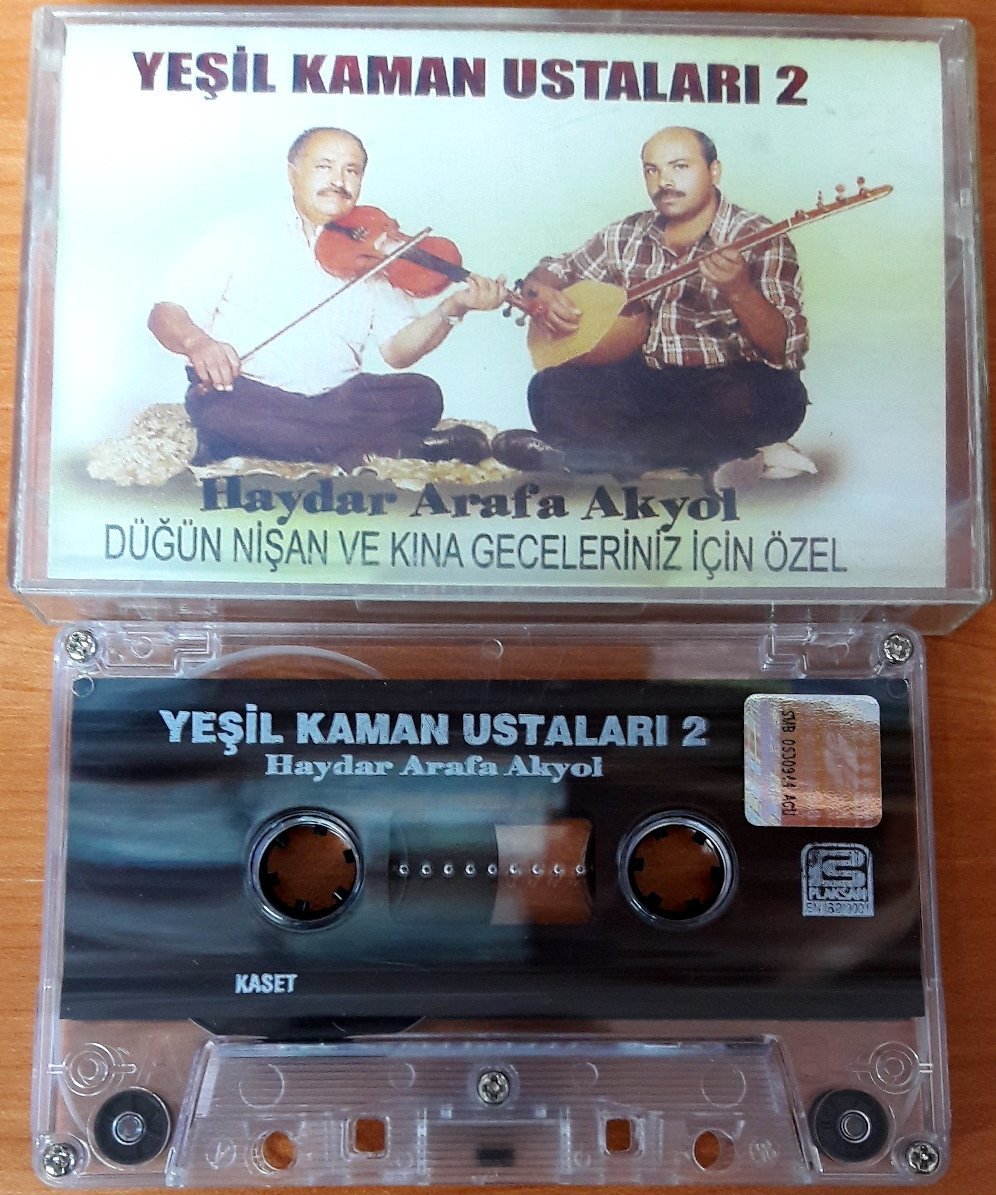 YEŞİL KAMAN USTALARI 2
Haydar Arafa Akyol
DÜĞÜN NİŞAN VE KINA GECELERİNİZ İÇİN ÖZEL
YEŞİL KAMAN USTALARI 2
Haydar Arafa Akyol
KASET
PLAKSAN